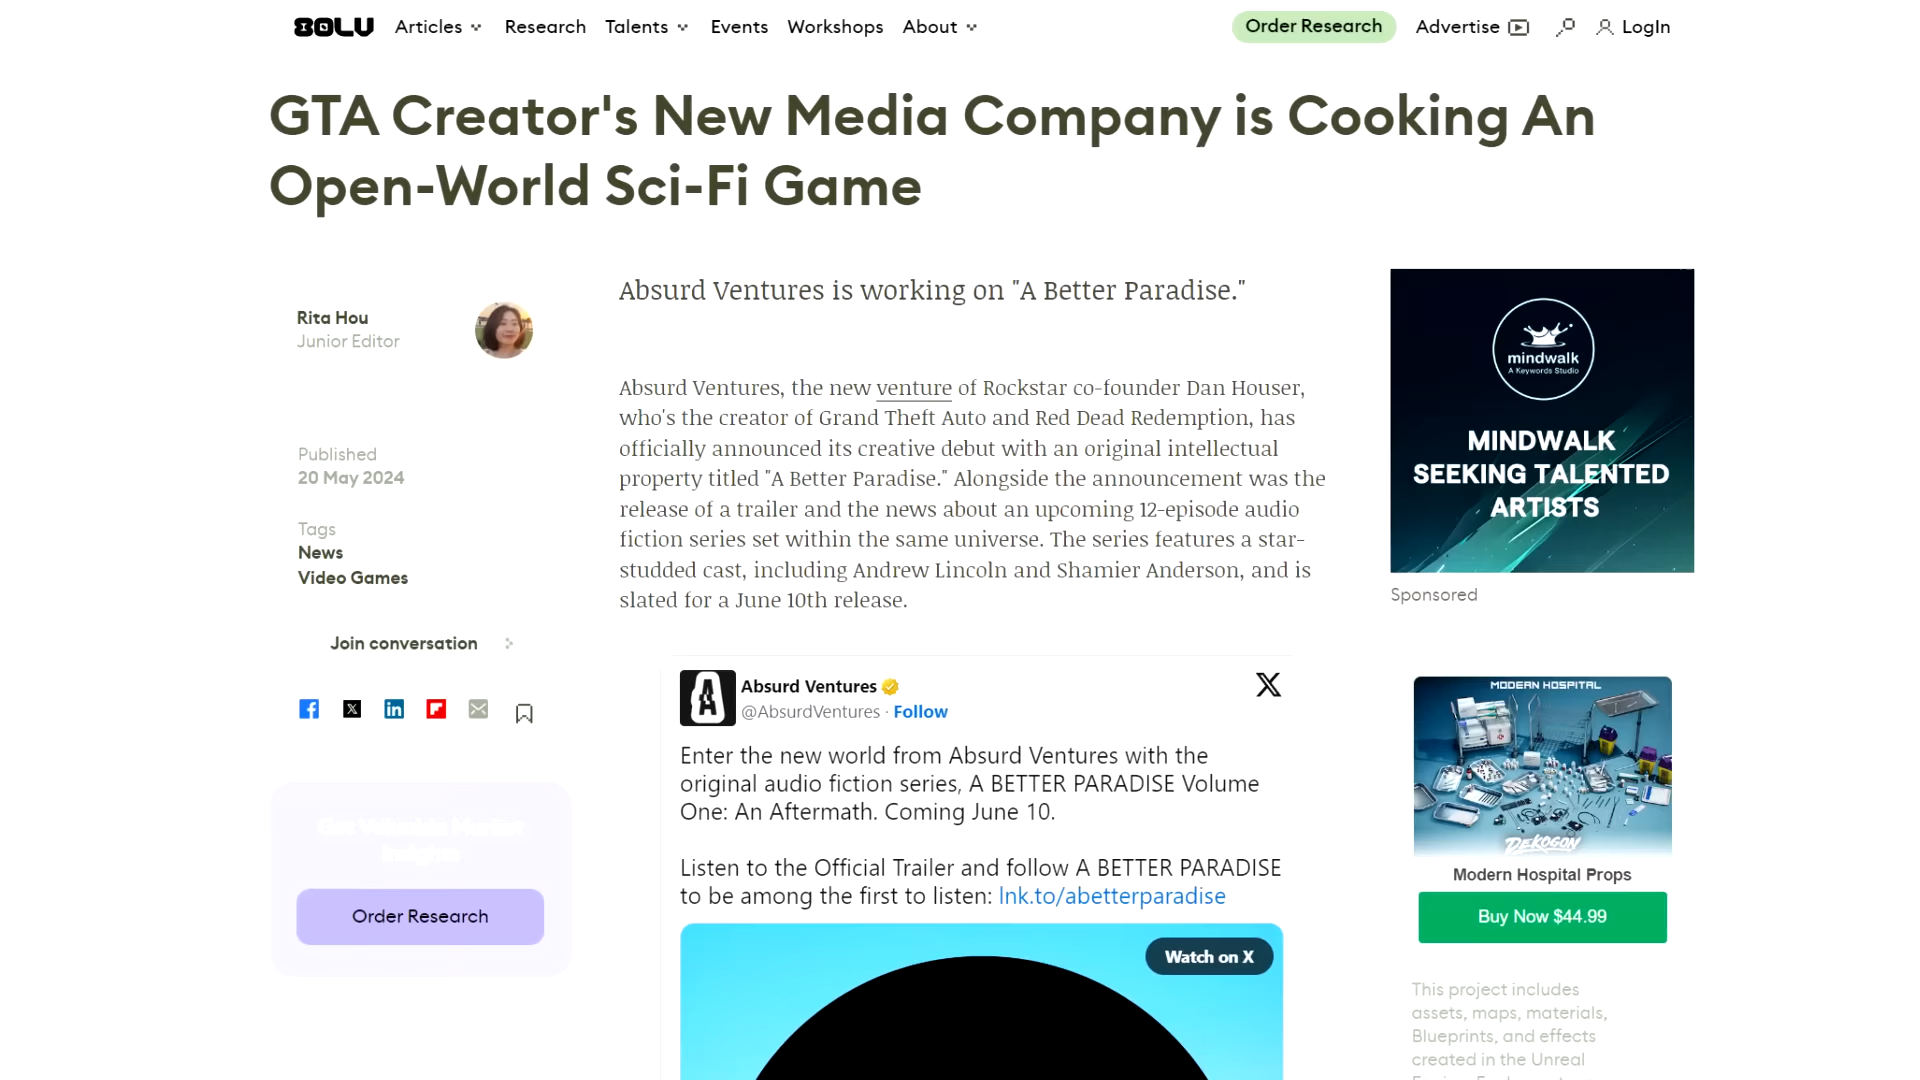 80LV
Articles
Research
Talents
Events
Workshops
About
Order Research
Advertise
LogIn
GTA Creator's New Media Company is Cooking An
Open-World Sci-Fi Game
Rita Hou
Junior Editor
Published
20 May 2024
Tags
News
Video Games
Join conversation
Order Research
Absurd Ventures is working on "A Better Paradise."
Absurd Ventures, the new venture of Rockstar co-founder Dan Houser,
who's the creator of Grand Theft Auto and Red Dead Redemption, has
officially announced its creative debut with an original intellectual
property titled "A Better Paradise." Alongside the announcement was the
release of a trailer and the news about an upcoming 12-episode audio
fiction series set within the same universe. The series features a star-
studded cast, including Andrew Lincoln and Shamier Anderson, and is
slated for a June 10th release.
Absurd Ventures
@AbsurdVentures · Follow
Enter the new world from Absurd Ventures with the
original audio fiction series, A BETTER PARADISE Volume
One: An Aftermath. Coming June 10.
Listen to the Official Trailer and follow A BETTER PARADISE
to be among the first to listen: lnk.to/abetterparadise
Watch on X
mindwalk
A Keywords Studio
MINDWALK
SEEKING TALENTED
ARTISTS
Sponsored
MODERN HOSPITAL
DEKOGON
Modern Hospital Props
Buy Now $44.99
This project includes
assets, maps, materials,
Blueprints, and effects
created in the Unreal